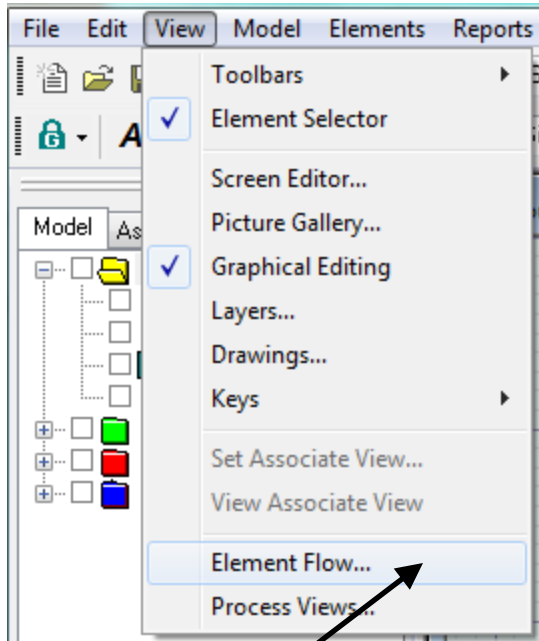 File Edit View Model Elements Reports
Toolbars
Element Selector
A
G
Screen Editor...
Picture Gallery...
Model As
Graphical Editing
Layers...
Drawings...
Keys
Set Associate View...
View Associate View
Element Flow...
Process Views...